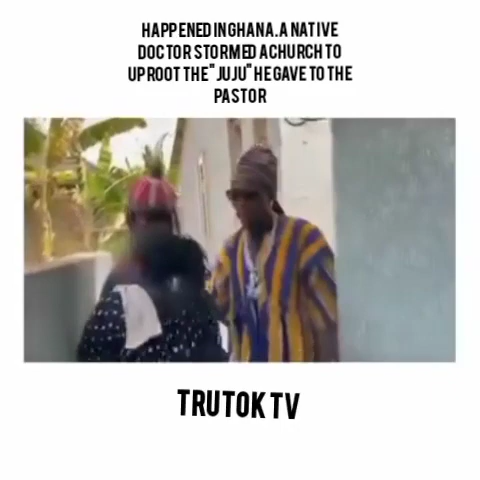 HAPPENED IN GHANA. A NATIVE
DOCTOR STORMED A CHURCH TO
UPROOT THE "JUJU" HE GAVE TO THE
PASTOR
TRUTOK TV